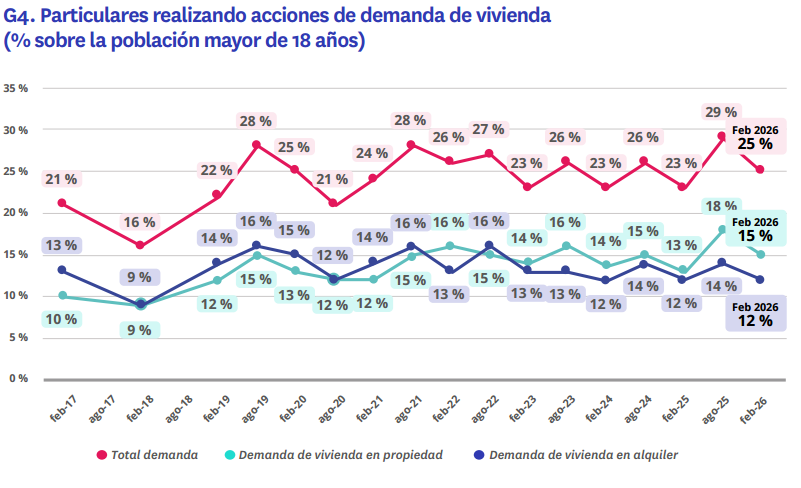 G4. Particulares realizando acciones de demanda de vivienda
(% sobre la población mayor de 18 años)
35 %
30 %
25 %
20 %
15 %
10 %
5 %
0 %
21 %
16 %
22 %
28 %
25 %
21 %
24 %
28 %
26 %
27 %
23 %
26 %
23 %
26 %
23 %
29 %
Feb 2026
25 %
13 %
9 %
14 %
16 %
15 %
12 %
14 %
16 %
13 %
16 %
13 %
13 %
12 %
14 %
12 %
14 %
Feb 2026
12 %
10 %
9 %
12 %
15 %
13 %
12 %
12 %
15 %
16 %
15 %
14 %
16 %
14 %
15 %
13 %
18 %
Feb 2026
15 %
feb-17
ago-17
feb-18
ago-18
feb-19
ago-19
feb-20
ago-20
feb-21
ago-21
feb-22
ago-22
feb-23
ago-23
feb-24
ago-24
feb-25
ago-25
feb-26
Total demanda
Demanda de vivienda en propiedad
Demanda de vivienda en alquiler